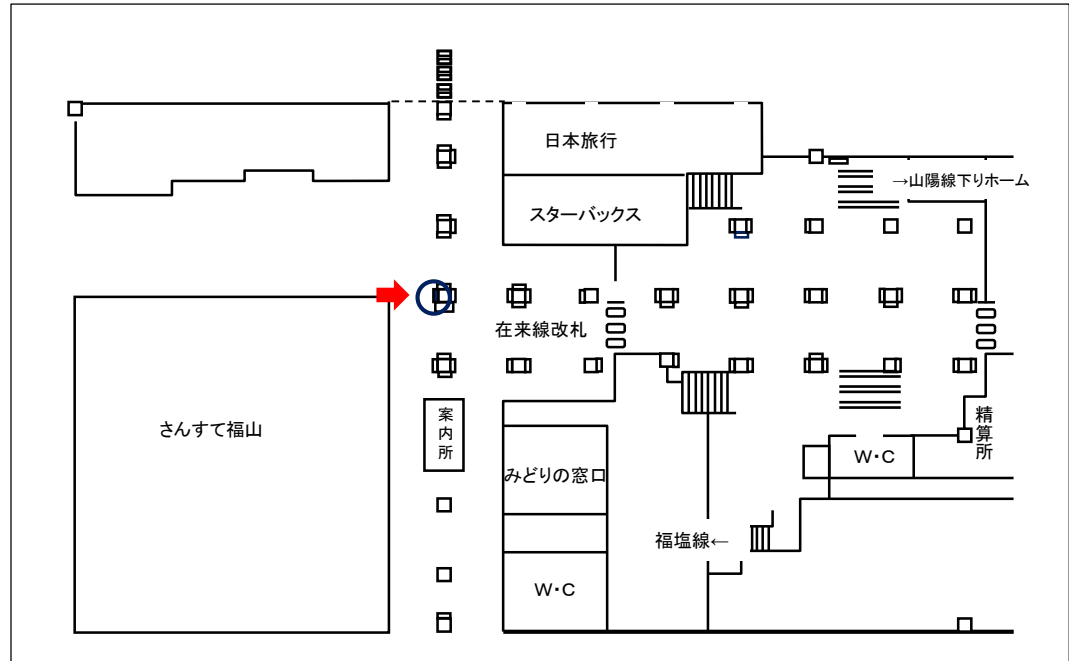 日本旅行
→山陽線下りホーム
スターバックス
在来線改札
さんすて福山
案内所
精算所
W・C
みどりの窓口
福塩線←
W・C